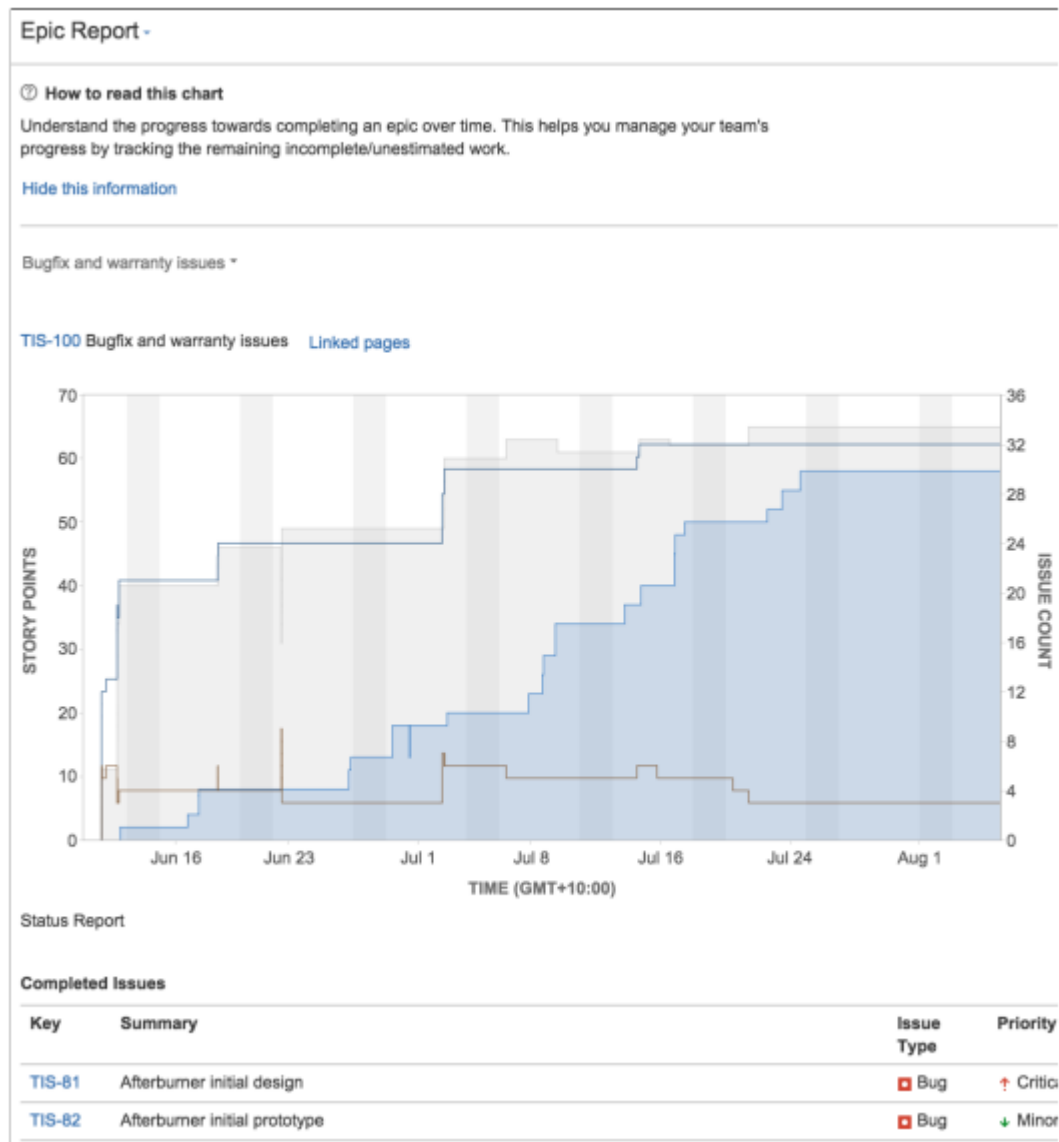 Epic Report
How to read this chart
Understand the progress towards completing an epic over time. This helps you manage your team's
progress by tracking the remaining incomplete/unestimated work.
Hide this information
Bugfix and warranty issues
TIS-100 Bugfix and warranty issues Linked pages
70
60
50
40
30
20
10
0
STORY POINTS
36
32
28
24
20
16
12
8
4
0
ISSUE COUNT
Jun 16 Jun 23 Jul 1 Jul 8 Jul 16 Jul 24 Aug 1
TIME (GMT+10:00)
Status Report
Completed Issues
Key Summary Issue Type Priority
TIS-81 Afterburner initial design Bug Critica
TIS-82 Afterburner initial prototype Bug Minor